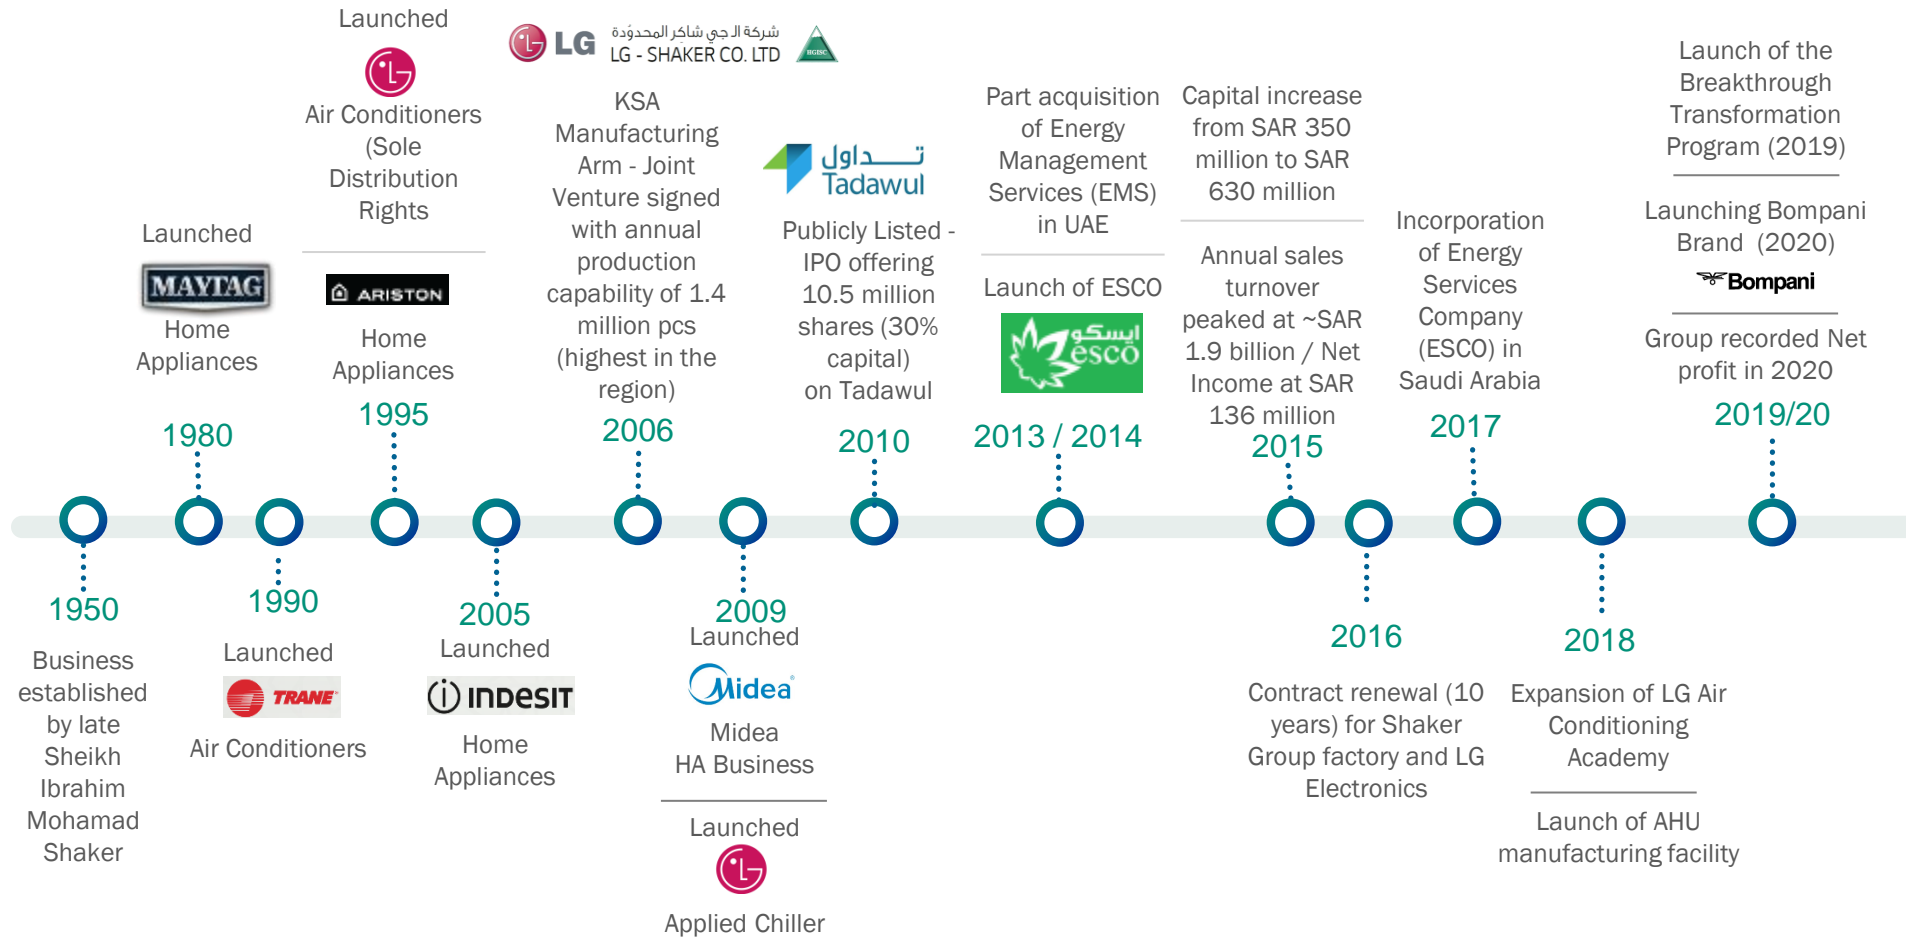 Launched
LG
Air Conditioners
(Sole
Distribution
Rights
ARISTON
Home
Appliances
1995
LG
شركة الـ جي شاكر المحدودة
LG - SHAKER CO. LTD
BGISC
KSA
Manufacturing
Arm - Joint
Venture signed
with annual
production
capability of 1.4
million pcs
(highest in the
region)
2006
Launched
MAYTAG
Home
Appliances
1980
تـــداول
Tadawul
Publicly Listed -
IPO offering
10.5 million
shares (30%
capital)
on Tadawul
2010
Part acquisition
of Energy
Management
Services (EMS)
in UAE
Launch of ESCO
ايسكو
esco
2013 / 2014
Capital increase
from SAR 350
million to SAR
630 million
Annual sales
turnover
peaked at ~SAR
1.9 billion / Net
Income at SAR
136 million
2015
Incorporation
of Energy
Services
Company
(ESCO) in
Saudi Arabia
2017
Launch of the
Breakthrough
Transformation
Program (2019)
Launching Bompani
Brand (2020)
Bompani
Group recorded Net
profit in 2020
2019/20
1950
Business
established
by late
Sheikh
Ibrahim
Mohamad
Shaker
1990
Launched
TRANE
Air Conditioners
2005
Launched
INDESIT
Home
Appliances
2009
Launched
Midea
Midea
HA Business
Launched
LG
Applied Chiller
2016
Contract renewal (10
years) for Shaker
Group factory and LG
Electronics
2018
Expansion of LG Air
Conditioning
Academy
Launch of AHU
manufacturing facility